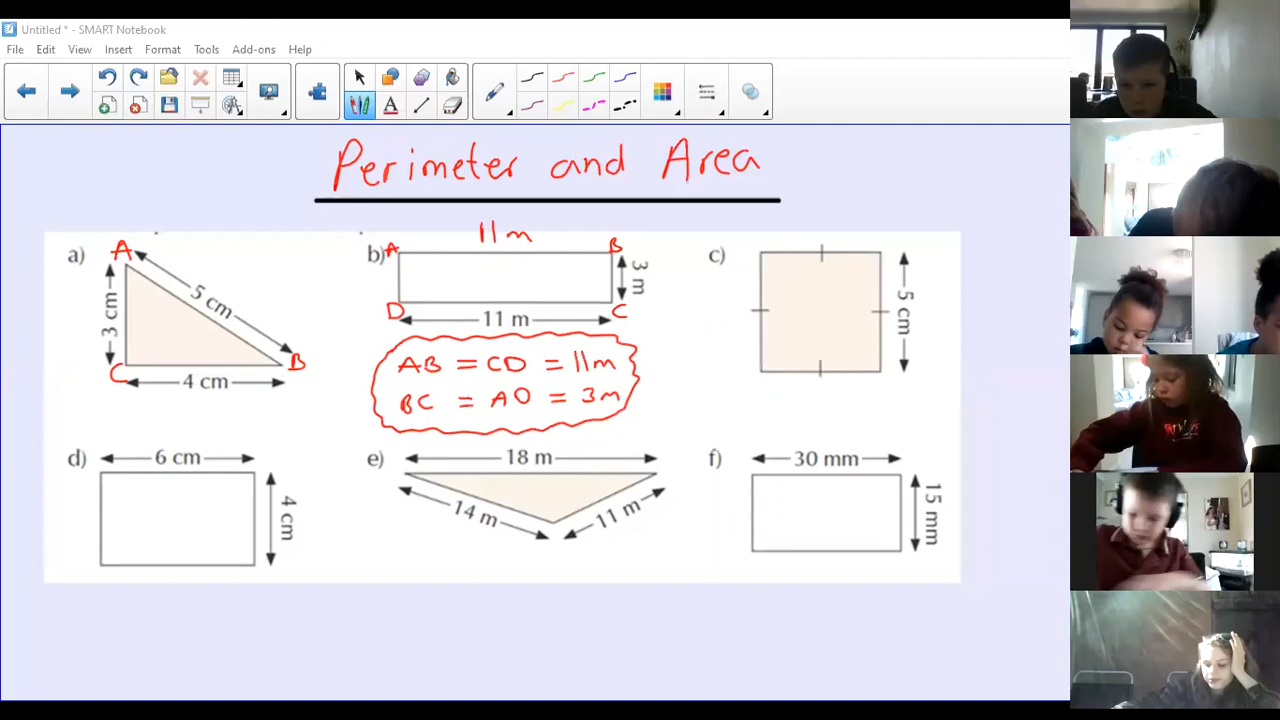 Untitled * - SMART Notebook
File Edit View Insert Format Tools Add-ons Help
Perimeter and Area
a) A 3 cm 5 cm C 4 cm B
b) A 11m B 3 m D 11 m C
AB = CD = 11m
BC = AD = 3m
c) 5 cm
d) 6 cm 4 cm
e) 18 m 14 m 11 m
f) 30 mm 15 mm